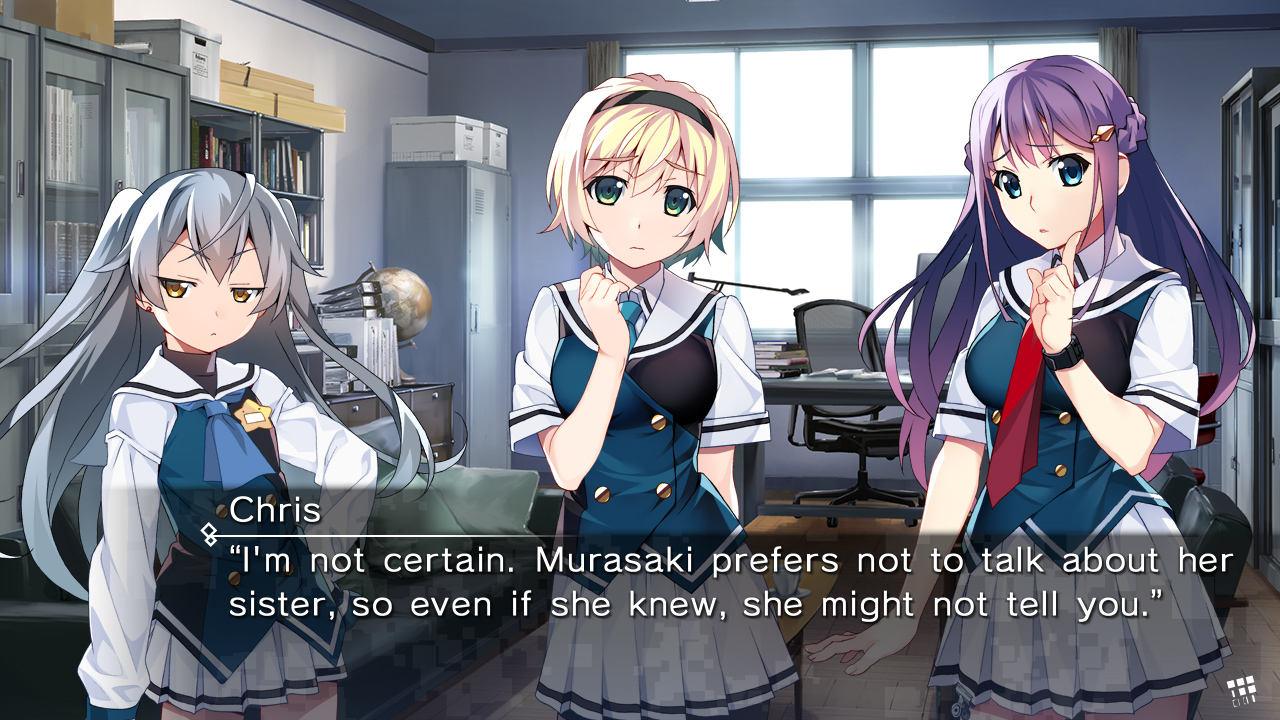 Chris
“I'm not certain. Murasaki prefers not to talk about her
sister, so even if she knew, she might not tell you.”